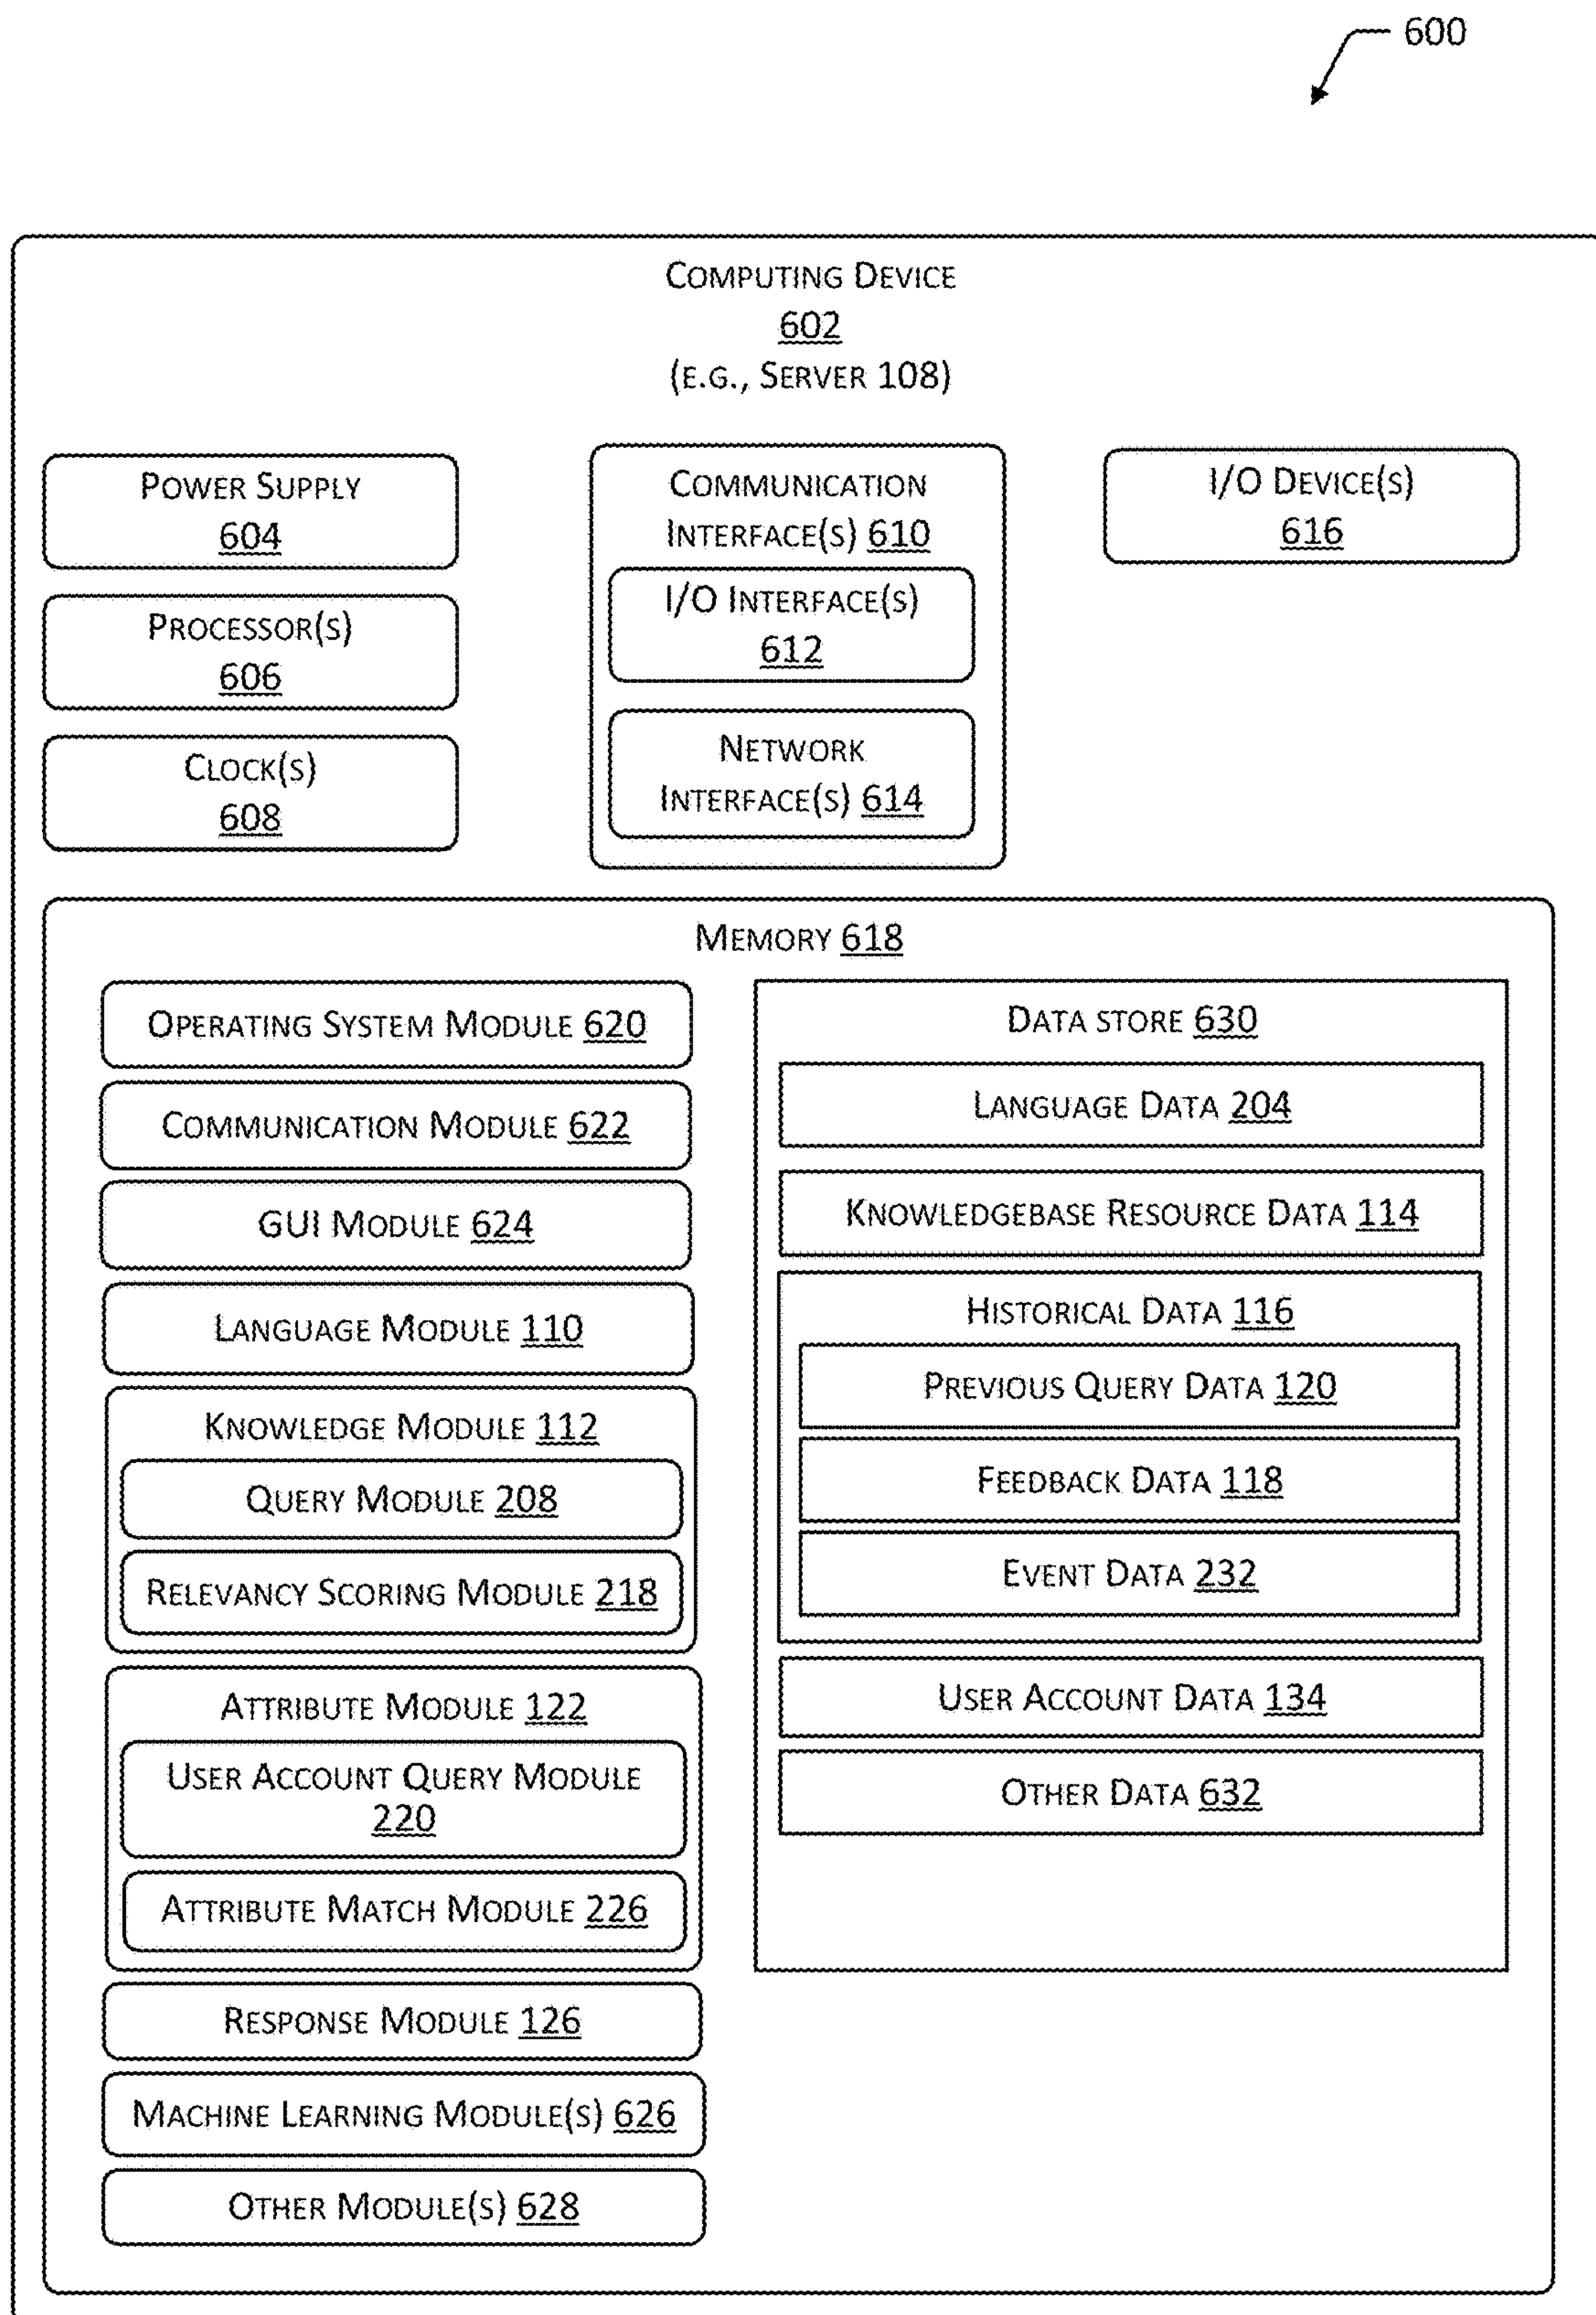 600
COMPUTING DEVICE
602
(E.G., SERVER 108)
POWER SUPPLY
604
PROCESSOR(S)
606
CLOCK(S)
608
COMMUNICATION
INTERFACE(S) 610
I/O INTERFACE(S)
612
NETWORK
INTERFACE(S) 614
I/O DEVICE(S)
616
MEMORY 618
OPERATING SYSTEM MODULE 620
COMMUNICATION MODULE 622
GUI MODULE 624
LANGUAGE MODULE 110
KNOWLEDGE MODULE 112
QUERY MODULE 208
RELEVANCY SCORING MODULE 218
ATTRIBUTE MODULE 122
USER ACCOUNT QUERY MODULE
220
ATTRIBUTE MATCH MODULE 226
RESPONSE MODULE 126
MACHINE LEARNING MODULE(S) 626
OTHER MODULE(S) 628
DATA STORE 630
LANGUAGE DATA 204
KNOWLEDGEBASE RESOURCE DATA 114
HISTORICAL DATA 116
PREVIOUS QUERY DATA 120
FEEDBACK DATA 118
EVENT DATA 232
USER ACCOUNT DATA 134
OTHER DATA 632